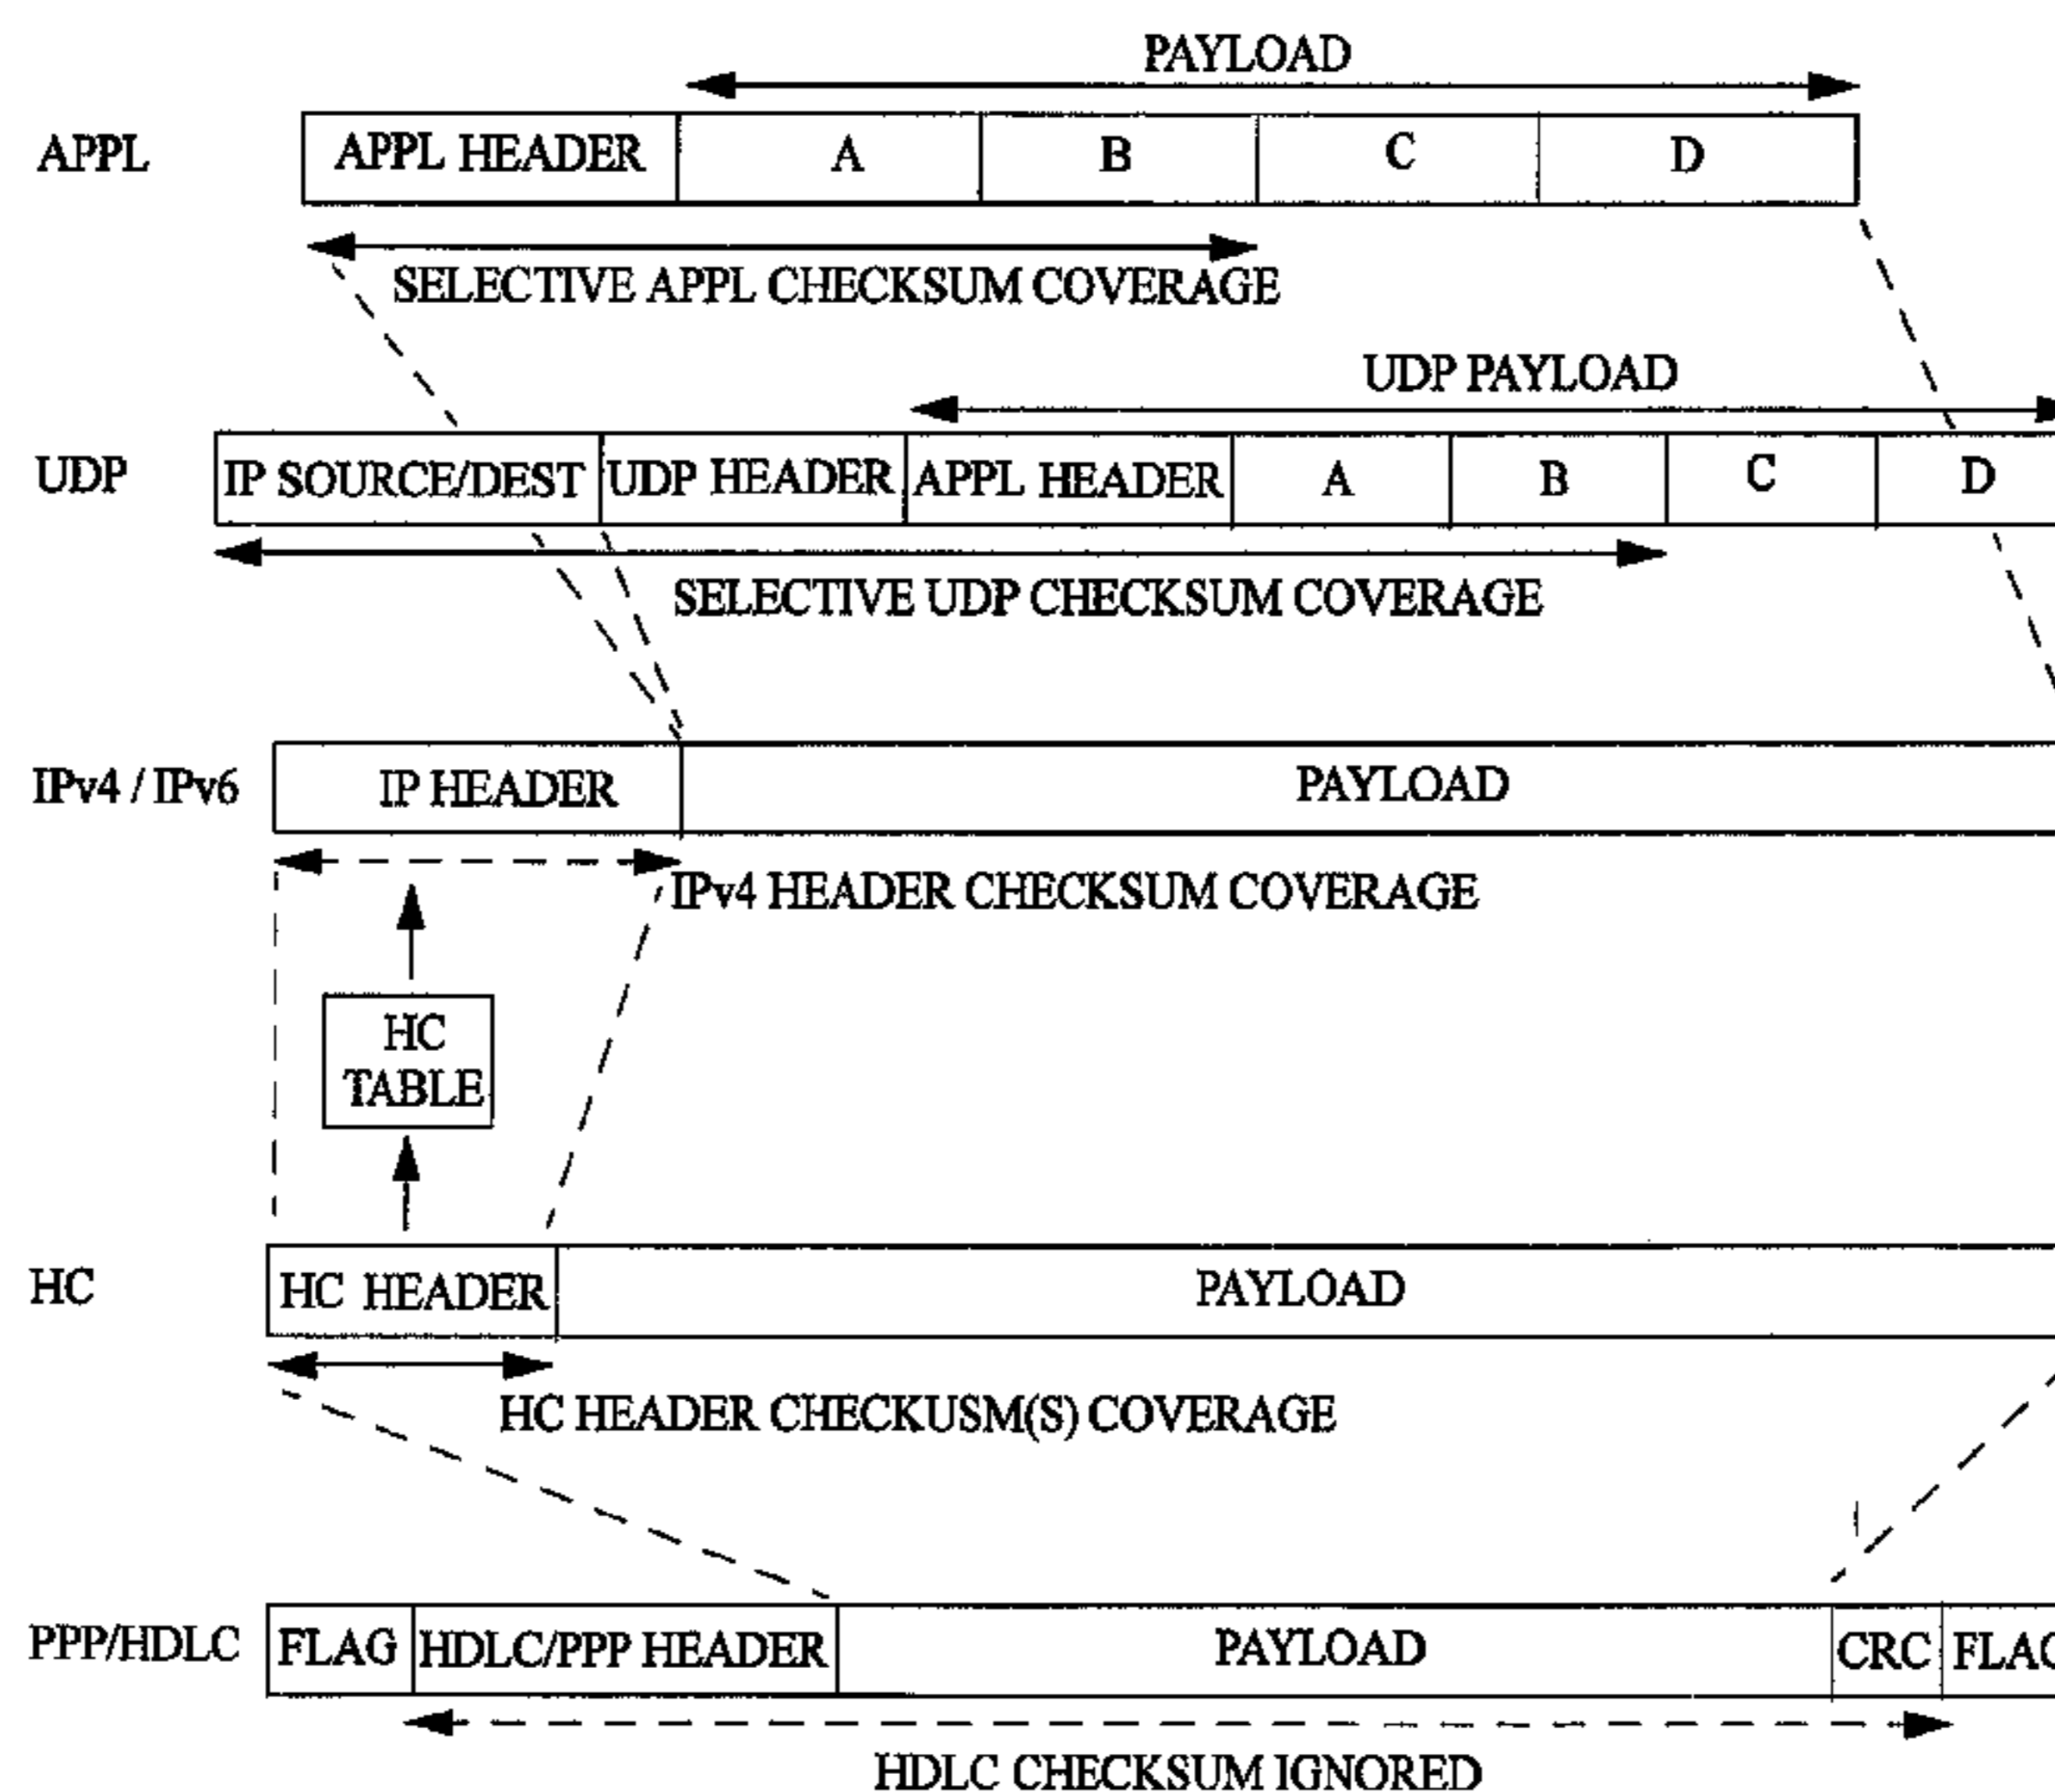 PAYLOAD
APPL
APPL HEADER
A
B
C
D
SELECTIVE APPL CHECKSUM COVERAGE
UDP PAYLOAD
UDP
IP SOURCE/DEST
UDP HEADER
APPL HEADER
A
B
C
D
SELECTIVE UDP CHECKSUM COVERAGE
IPv4 / IPv6
IP HEADER
PAYLOAD
IPv4 HEADER CHECKSUM COVERAGE
HC
TABLE
HC
HC HEADER
PAYLOAD
HC HEADER CHECKUSM(S) COVERAGE
PPP/HDLC
FLAG
HDLC/PPP HEADER
PAYLOAD
CRC
FLAG
HDLC CHECKSUM IGNORED